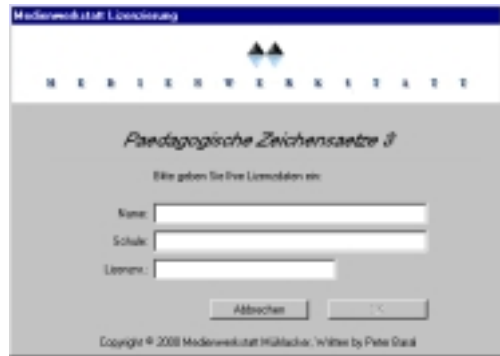 Medienwerkstatt Lizenzierung
M E D I E N W E R K S T A T T
Paedagogische Zeichensaetze 3
Bitte geben Sie Ihre Lizenzdaten ein:
Name:
Schule:
Lizenznr.:
Abbrechen OK
Copyright © 2000 Medienwerkstatt Mühlacker, Written by Peter